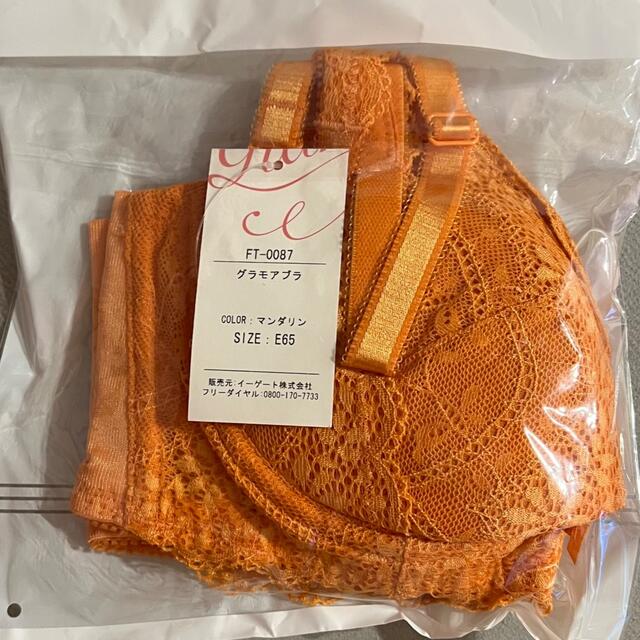 FT-0087
グラモアブラ
COLOR:マンダリン
SIZE:E65
販売元:イーゲート株式会社
フリーダイヤル:0800-170-7733